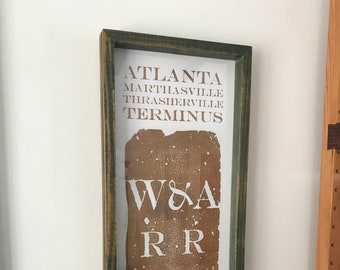 ATLANTA
MARTHASVILLE
THRASHERVILLE
TERMINUS
W&A
R·R